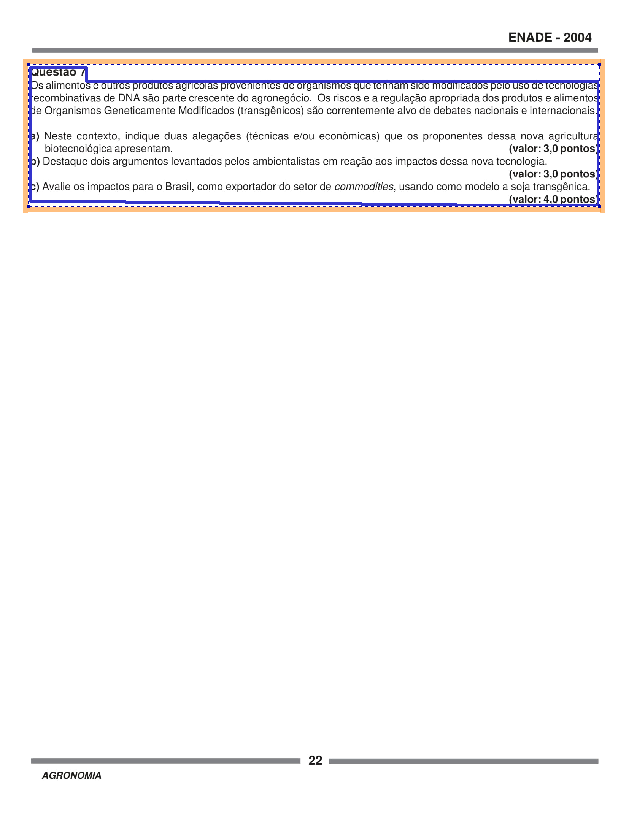 ENADE - 2004
Questão 7
Os alimentos e outros produtos agrícolas provenientes de organismos que tenham sido modificados pelo uso de tecnologias
recombinativas de DNA são parte crescente do agronegócio. Os riscos e a regulação apropriada dos produtos e alimentos
de Organismos Geneticamente Modificados (transgênicos) são correntemente alvo de debates nacionais e internacionais.
a) Neste contexto, indique duas alegações (técnicas e/ou econômicas) que os proponentes dessa nova agricultura
biotecnológica apresentam. (valor: 3,0 pontos)
b) Destaque dois argumentos levantados pelos ambientalistas em reação aos impactos dessa nova tecnologia.
(valor: 3,0 pontos)
c) Avalie os impactos para o Brasil, como exportador do setor de commodities, usando como modelo a soja transgênica.
(valor: 4,0 pontos)
22
AGRONOMIA